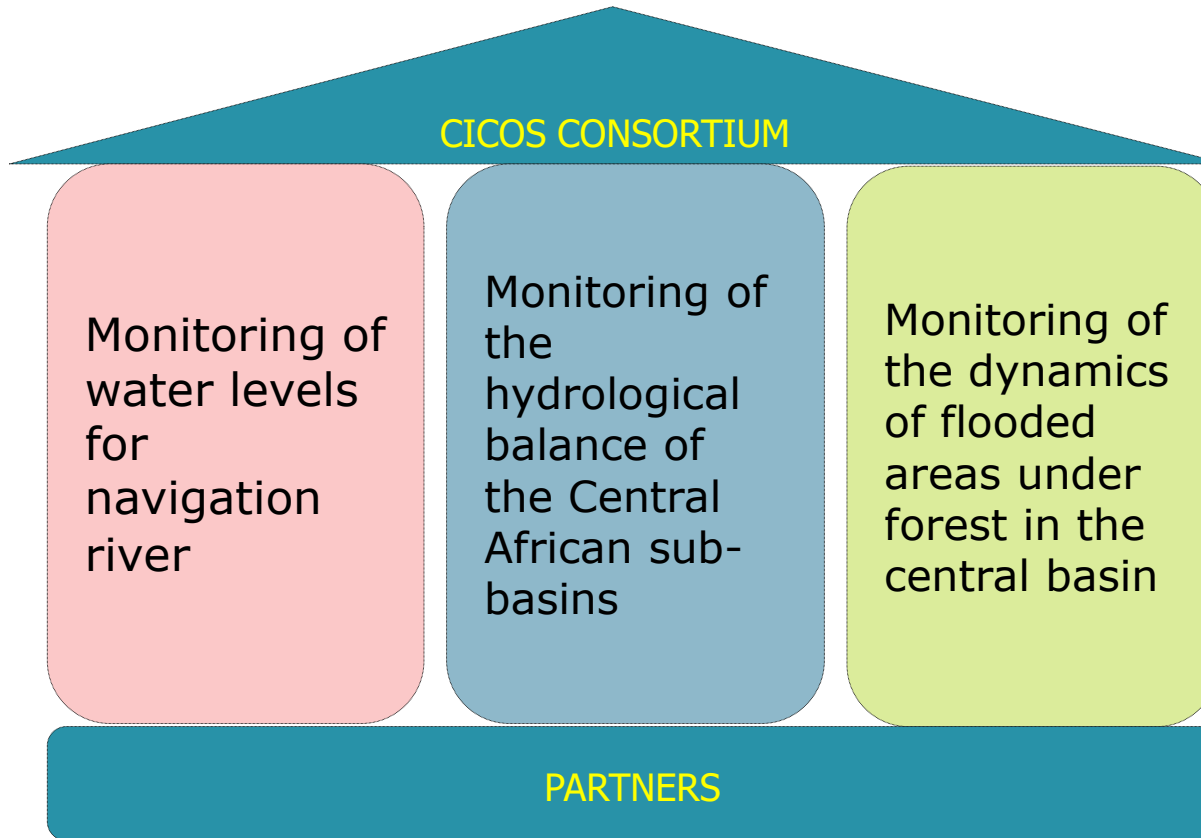 CICOS CONSORTIUM
Monitoring of
water levels
for
navigation
river
Monitoring of
the
hydrological
balance of
the Central
African sub-
basins
Monitoring of
the dynamics
of flooded
areas under
forest in the
central basin
PARTNERS